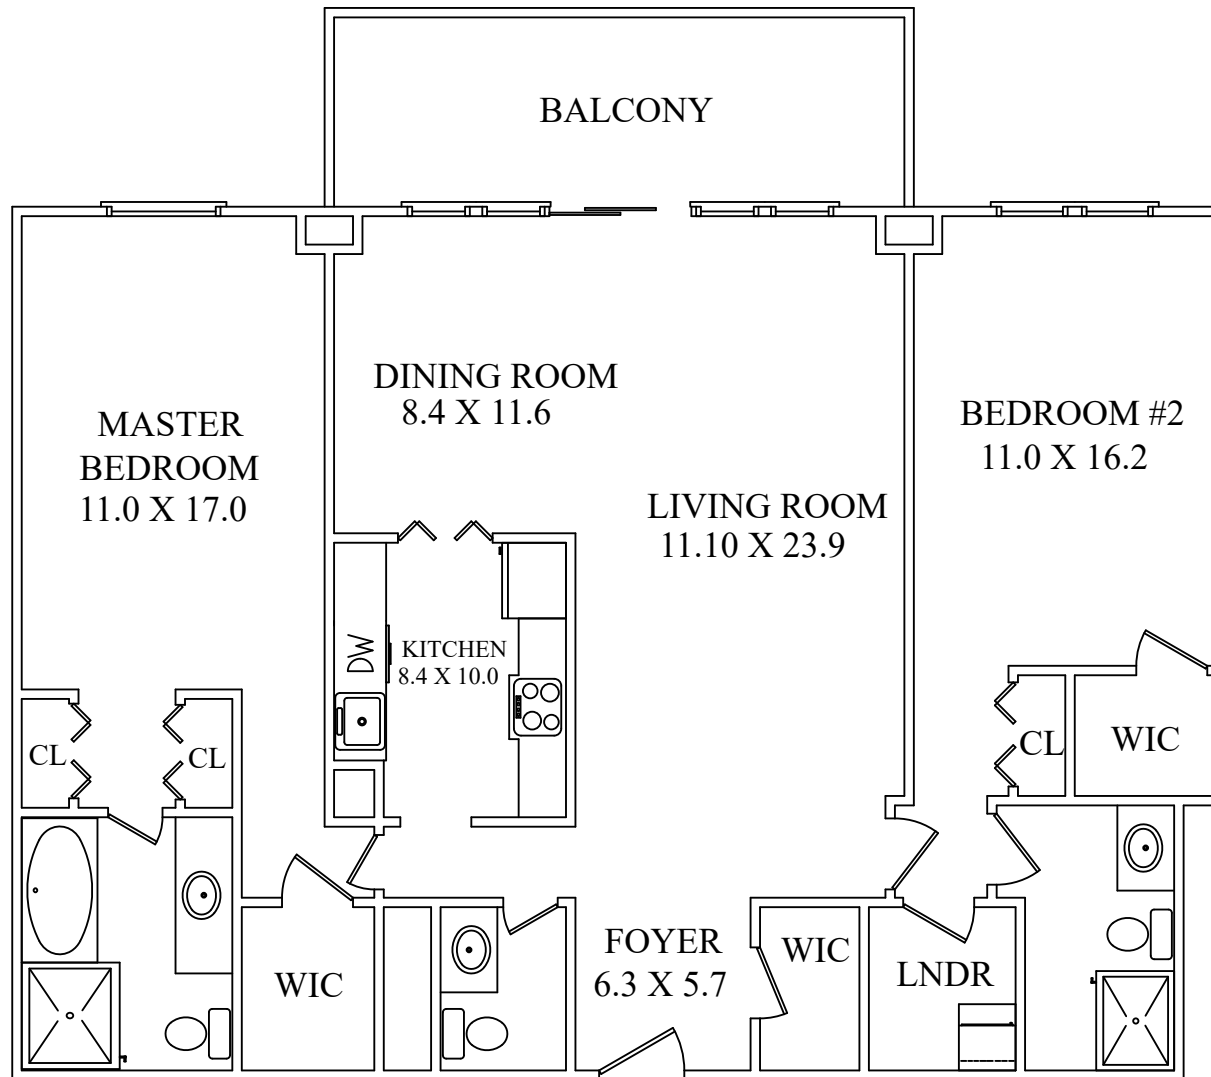 BALCONY
DINING ROOM
8.4 X 11.6
MASTER
BEDROOM
11.0 X 17.0
BEDROOM #2
11.0 X 16.2
LIVING ROOM
11.10 X 23.9
DW
KITCHEN
8.4 X 10.0
CL
CL
CL
WIC
FOYER
6.3 X 5.7
WIC
WIC
LNDR